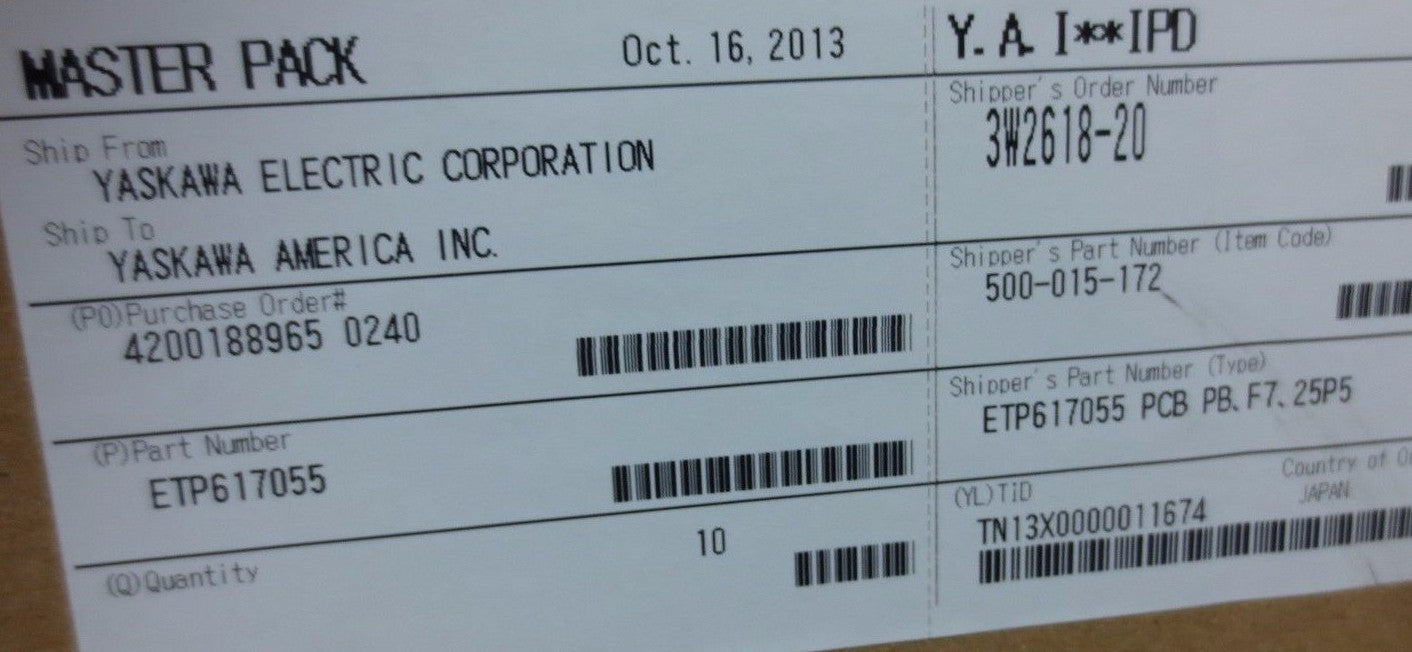 MASTER PACK
Oct. 16, 2013
Y. A. I**IPD
Ship From
YASKAWA ELECTRIC CORPORATION
Ship To
YASKAWA AMERICA INC.
Shipper's Order Number
3W2618-20
(PO)Purchase Order#
4200188965 0240
Shipper's Part Number (Item Code)
500-015-172
(P)Part Number
ETP617055
Shipper's Part Number (Type)
ETP617055 PCB PB. F7. 25P5
(Q)Quantity
10
(YL)TID
TN13X0000011674
Country of
JAPAN